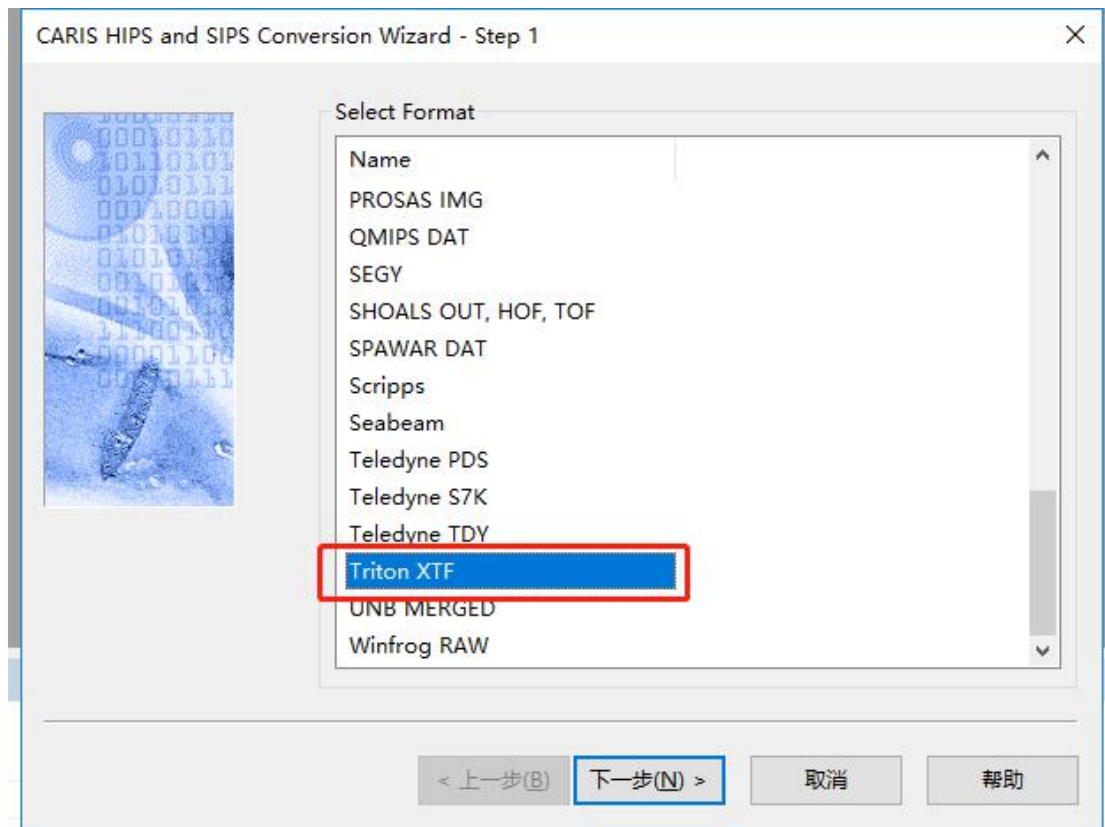 CARIS HIPS and SIPS Conversion Wizard - Step 1
Select Format
Name
PROSAS IMG
QMIPS DAT
SEGY
SHOALS OUT, HOF, TOF
SPAWAR DAT
Scripps
Seabeam
Teledyne PDS
Teledyne S7K
Teledyne TDY
Triton XTF
UNB MERGED
Winfrog RAW
< 上一步(B) 下一步(N) > 取消 帮助